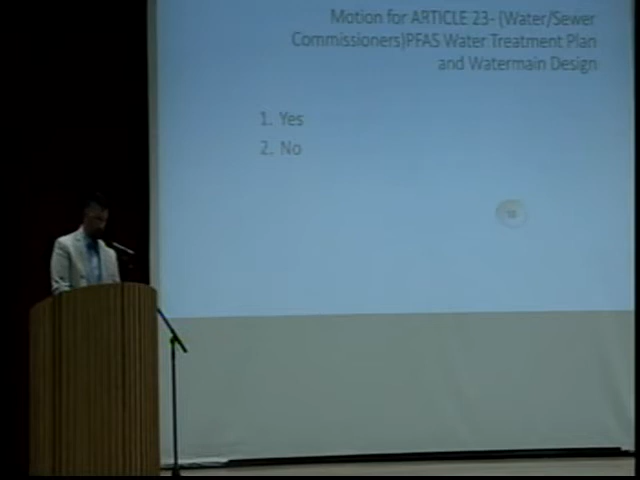 Motion for ARTICLE 23- (Water/Sewer
Commissioners)PFAS Water Treatment Plan
and Watermain Design
1. Yes
2. No